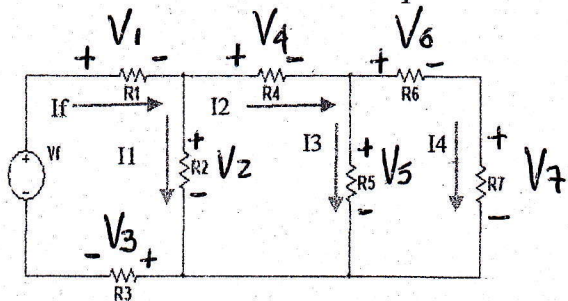 V1 V4 V6
+ - + - + -
R1 R4 R6
If I2
Vf + I1 + R2 V2 - I3 + R5 V5 - I4 + R7 V7 -
V3
- +
R3